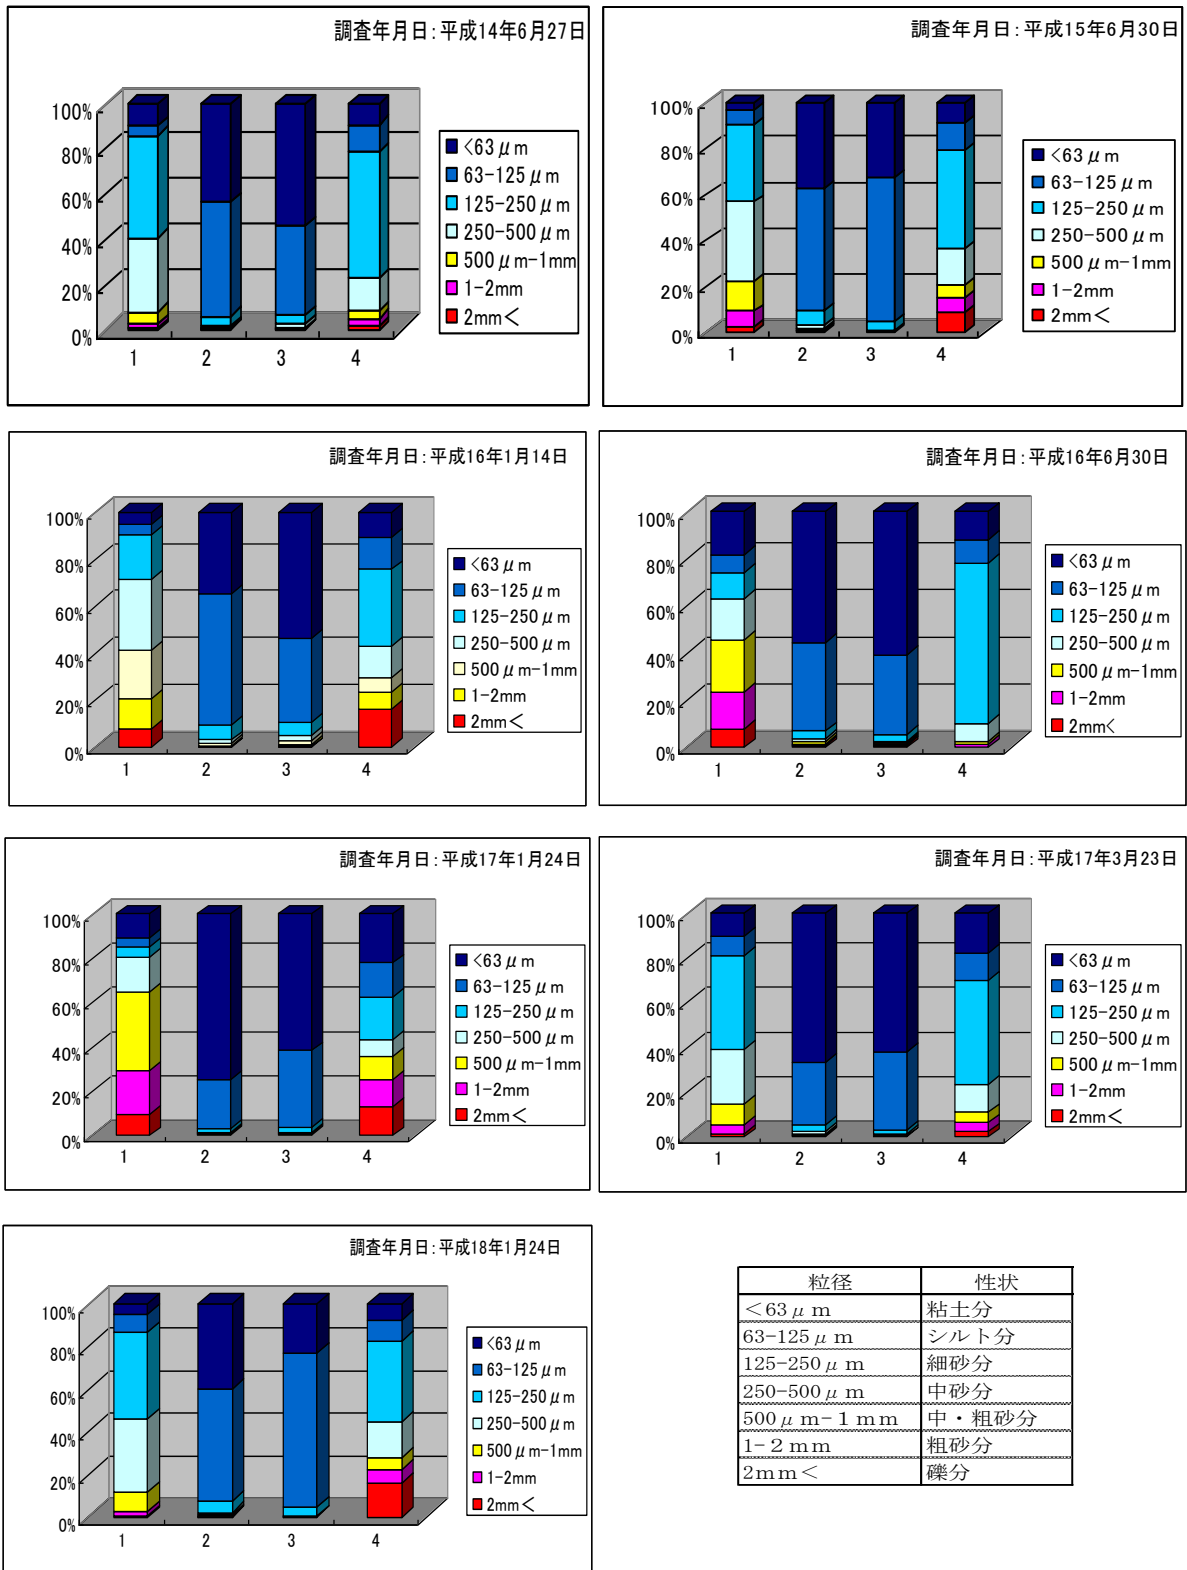 調査年月日:平成14年6月27日
100%
80%
60%
40%
20%
0%
1 2 3 4
<63μm
63-125μm
125-250μm
250-500μm
500μm-1mm
1-2mm
2mm<
調査年月日:平成15年6月30日
100%
80%
60%
40%
20%
0%
1 2 3 4
<63μm
63-125μm
125-250μm
250-500μm
500μm-1mm
1-2mm
2mm<
調査年月日:平成16年1月14日
100%
80%
60%
40%
20%
0%
1 2 3 4
<63μm
63-125μm
125-250μm
250-500μm
500μm-1mm
1-2mm
2mm<
調査年月日:平成16年6月30日
100%
80%
60%
40%
20%
0%
1 2 3 4
<63μm
63-125μm
125-250μm
250-500μm
500μm-1mm
1-2mm
2mm<
調査年月日:平成17年1月24日
100%
80%
60%
40%
20%
0%
1 2 3 4
<63μm
63-125μm
125-250μm
250-500μm
500μm-1mm
1-2mm
2mm<
調査年月日:平成17年3月23日
100%
80%
60%
40%
20%
0%
1 2 3 4
<63μm
63-125μm
125-250μm
250-500μm
500μm-1mm
1-2mm
2mm<
調査年月日:平成18年1月24日
100%
80%
60%
40%
20%
0%
1 2 3 4
<63μm
63-125μm
125-250μm
250-500μm
500μm-1mm
1-2mm
2mm<
粒径 性状
<63μm 粘土分
63-125μm シルト分
125-250μm 細砂分
250-500μm 中砂分
500μm-1mm 中・粗砂分
1-2mm 粗砂分
2mm< 礫分